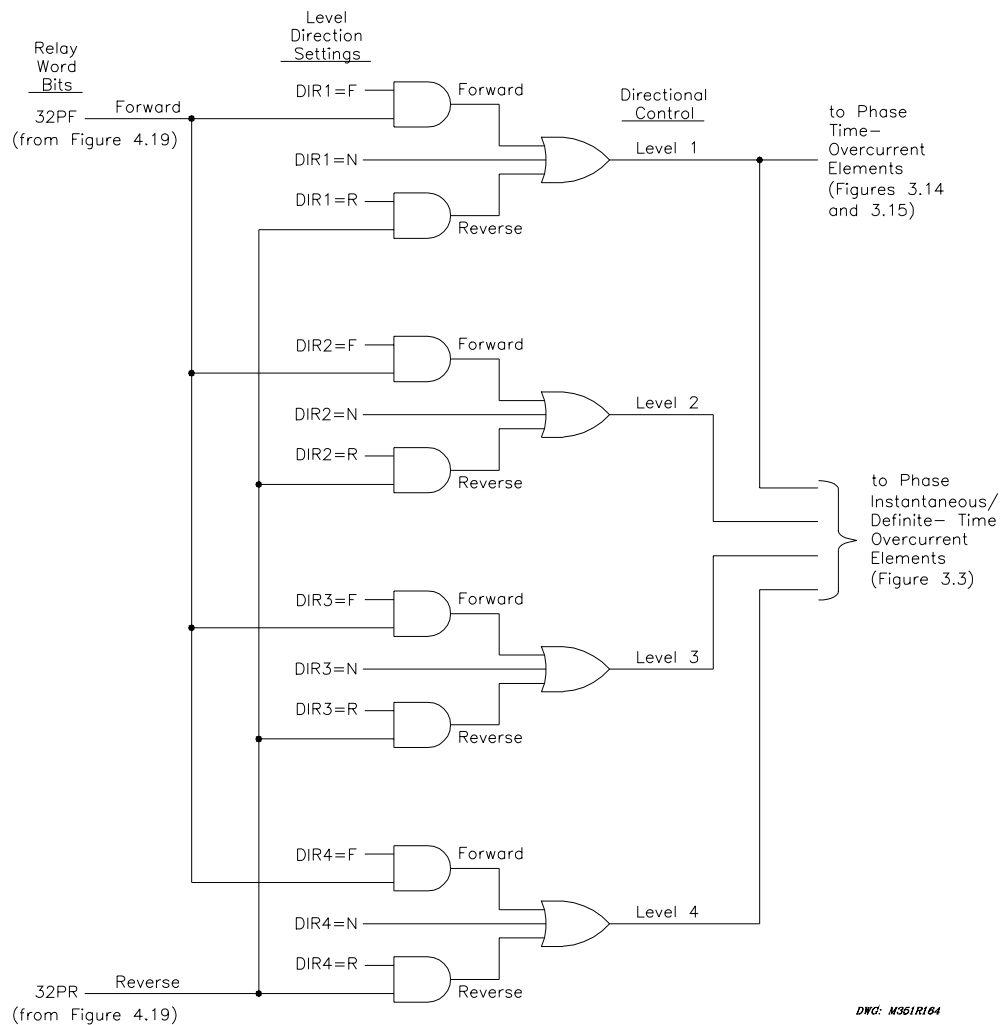 Relay
Word
Bits
32PF
(from Figure 4.19)
Forward
Level
Direction
Settings
DIR1=F
Forward
DIR1=N
DIR1=R
Reverse
Directional
Control
Level 1
to Phase
Time-
Overcurrent
Elements
(Figures 3.14
and 3.15)
DIR2=F
Forward
DIR2=N
DIR2=R
Reverse
Level 2
to Phase
Instantaneous/
Definite- Time
Overcurrent
Elements
(Figure 3.3)
DIR3=F
Forward
DIR3=N
DIR3=R
Reverse
Level 3
DIR4=F
Forward
DIR4=N
DIR4=R
Reverse
Level 4
32PR
Reverse
(from Figure 4.19)
DWG: M351R164